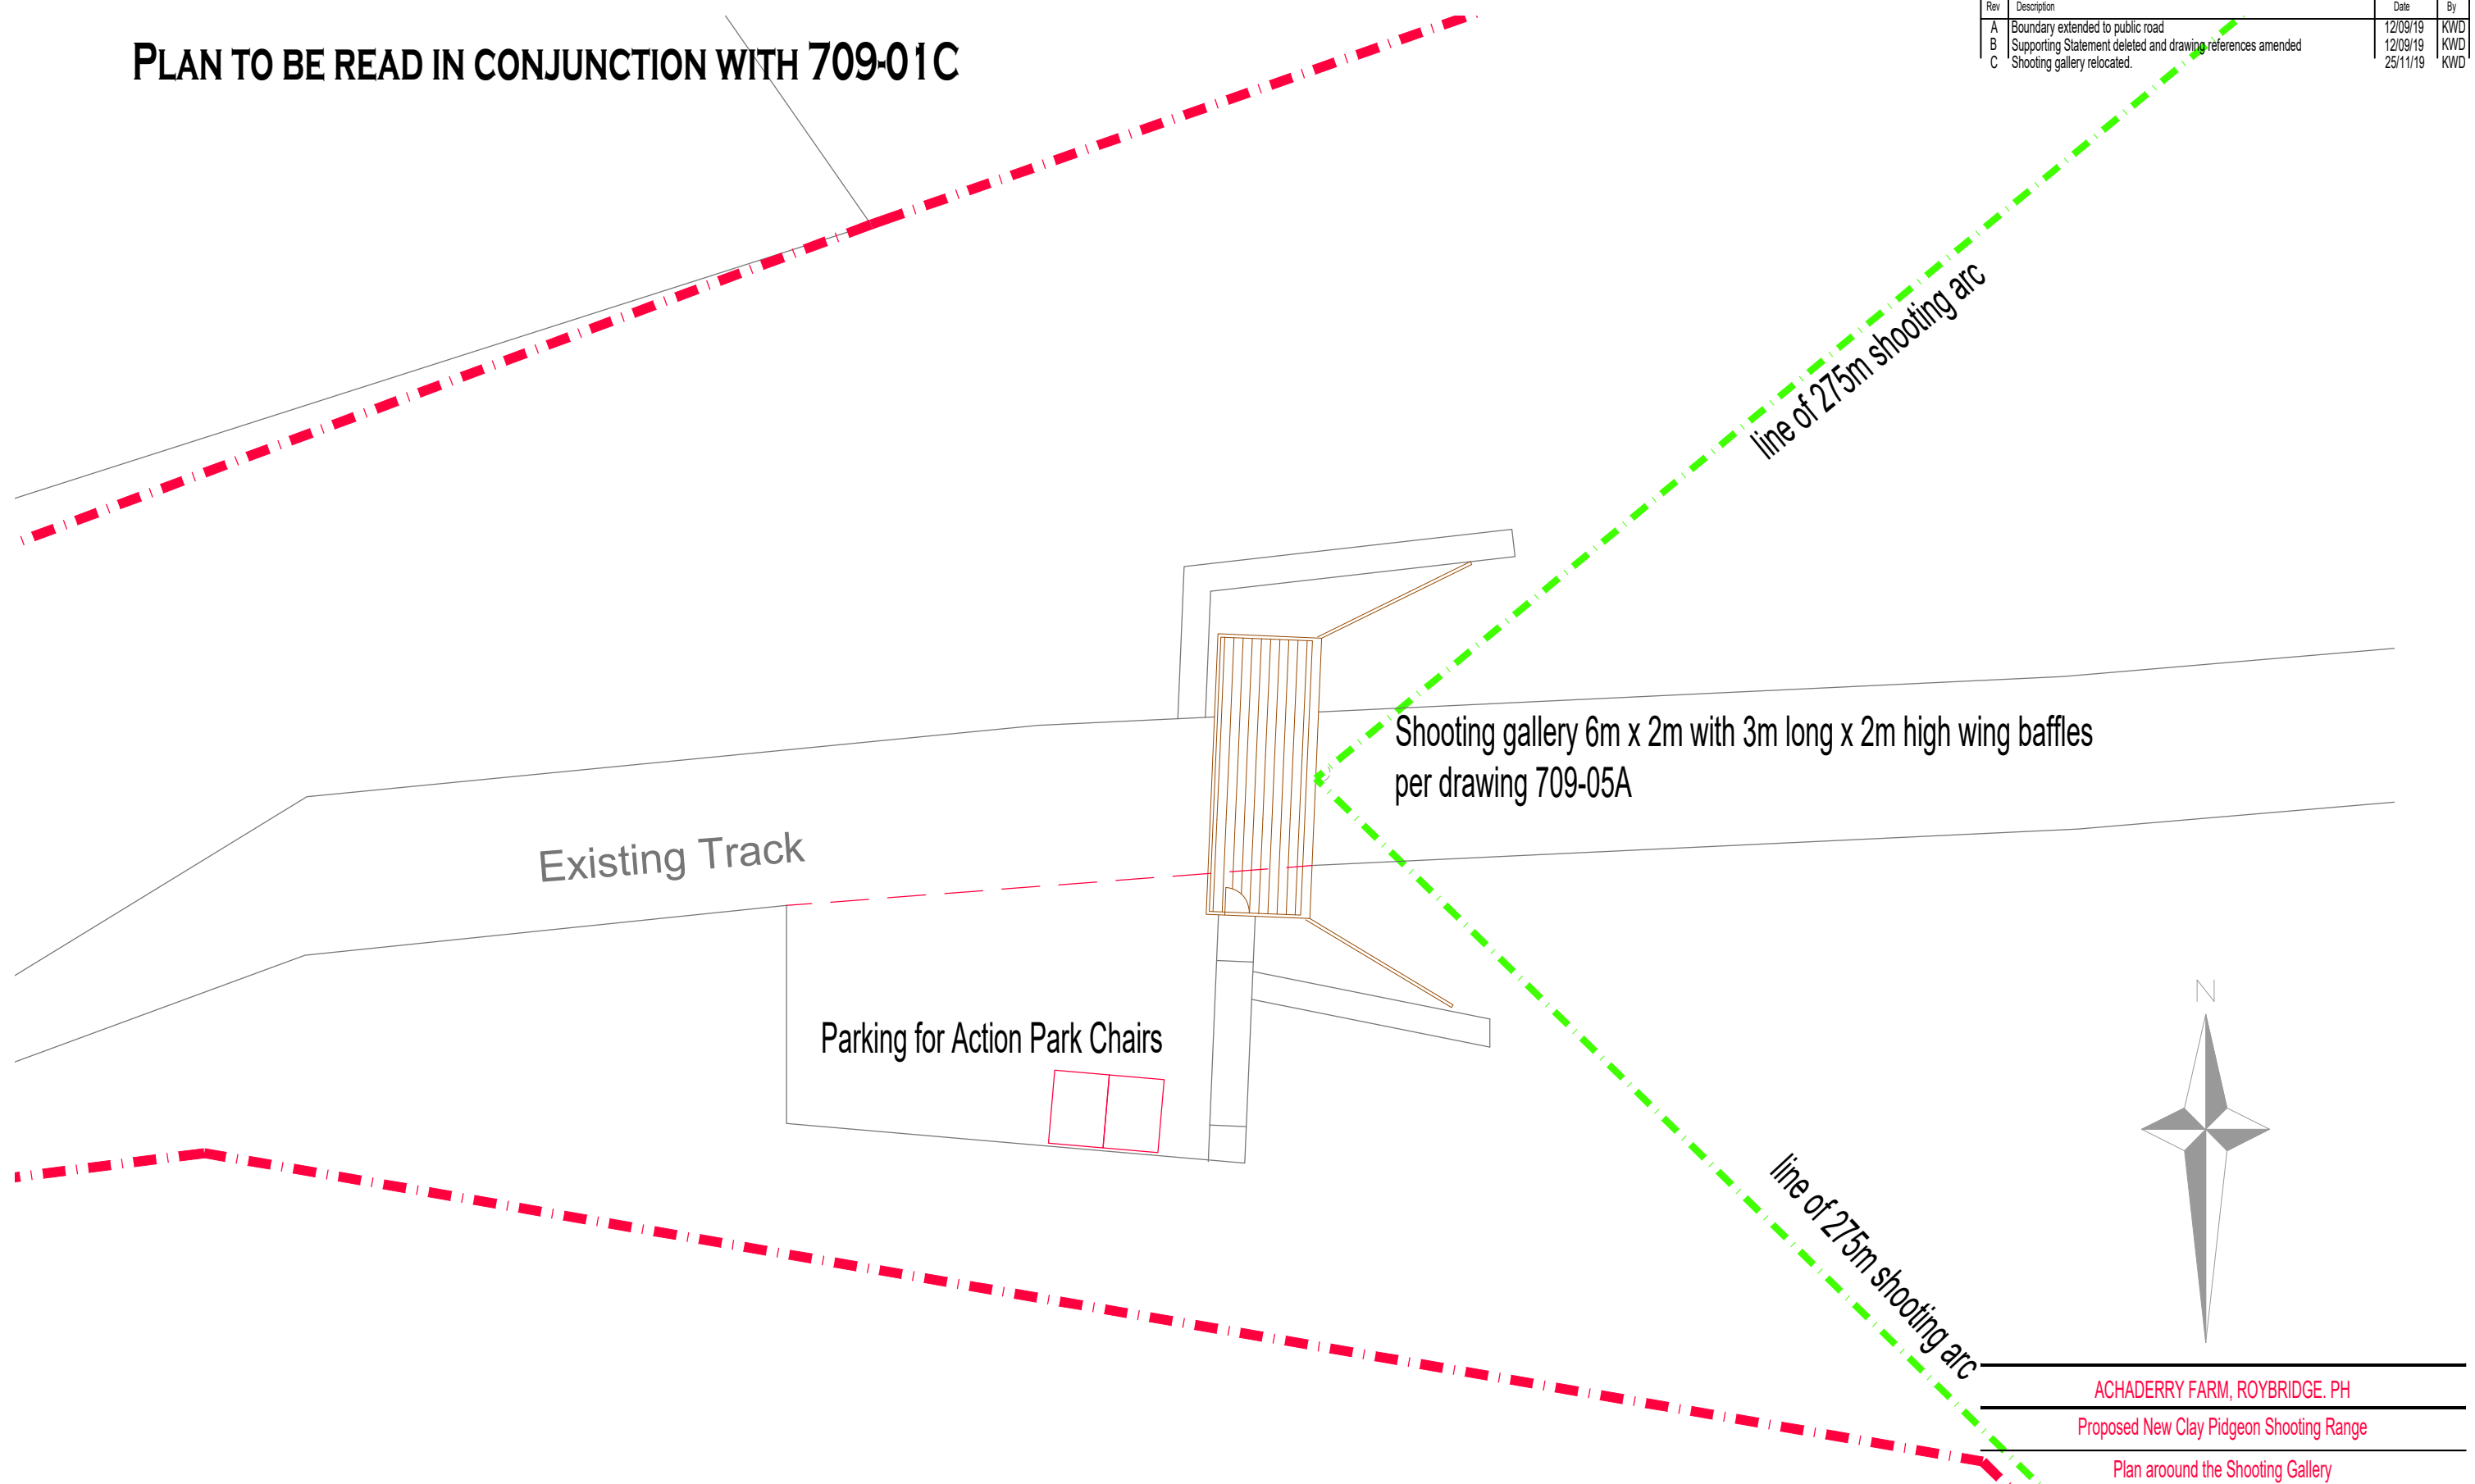 Rev Description Date By
A Boundary extended to public road 12/09/19 KWD
B Supporting Statement deleted and drawing references amended 12/09/19 KWD
C Shooting gallery relocated. 25/11/19 KWD
PLAN TO BE READ IN CONJUNCTION WITH 709-01C
line of 275m shooting arc
Shooting gallery 6m x 2m with 3m long x 2m high wing baffles
per drawing 709-05A
Existing Track
Parking for Action Park Chairs
N
line of 275m shooting arc
ACHADERRY FARM, ROYBRIDGE. PH
Proposed New Clay Pidgeon Shooting Range
Plan aroound the Shooting Gallery